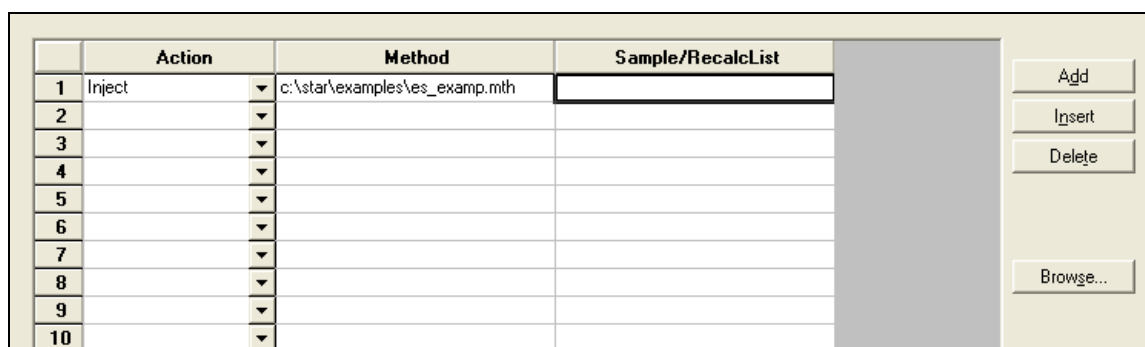 Action Method Sample/RecalcList
1 Inject c:\star\examples\es_examp.mth
2
3
4
5
6
7
8
9
10
Add
Insert
Delete
Browse...